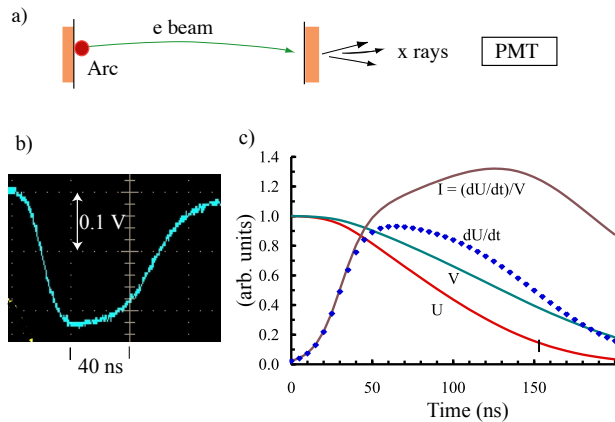 a)
e beam
Arc
x rays
PMT
b)
0.1 V
40 ns
c)
(arb. units)
1.4
1.2
1.0
0.8
0.6
0.4
0.2
0.0
I = (dU/dt)/V
dU/dt
V
U
0
50
100
150
Time (ns)